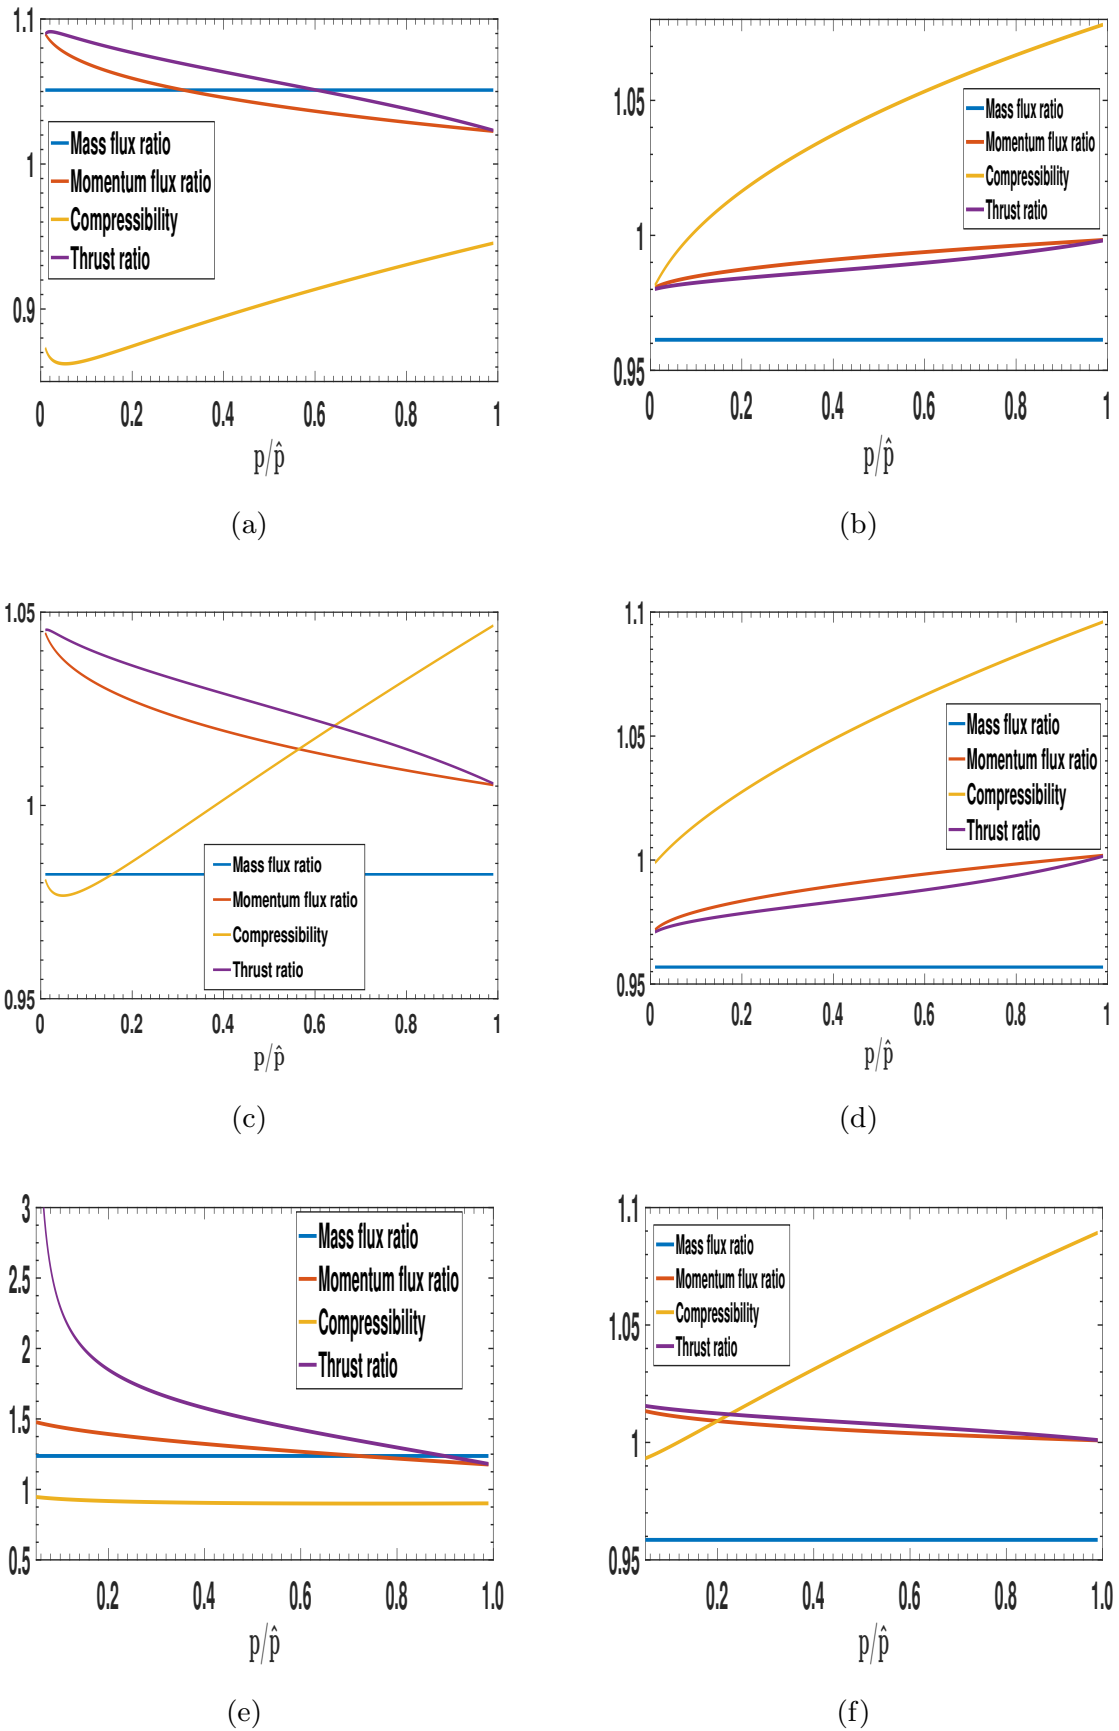 1.1
1
0.9
Mass flux ratio
Momentum flux ratio
Compressibility
Thrust ratio
0 0.2 0.4 0.6 0.8 1
p/p̂
(a)
1.05
1
0.95
Mass flux ratio
Momentum flux ratio
Compressibility
Thrust ratio
0 0.2 0.4 0.6 0.8 1
p/p̂
(b)
1.05
1
0.95
Mass flux ratio
Momentum flux ratio
Compressibility
Thrust ratio
0 0.2 0.4 0.6 0.8 1
p/p̂
(c)
1.1
1.05
1
0.95
Mass flux ratio
Momentum flux ratio
Compressibility
Thrust ratio
0 0.2 0.4 0.6 0.8 1
p/p̂
(d)
3
2.5
2
1.5
1
0.5
Mass flux ratio
Momentum flux ratio
Compressibility
Thrust ratio
0.2 0.4 0.6 0.8 1.0
p/p̂
(e)
1.1
1.05
1
0.95
Mass flux ratio
Momentum flux ratio
Compressibility
Thrust ratio
0.2 0.4 0.6 0.8 1.0
p/p̂
(f)